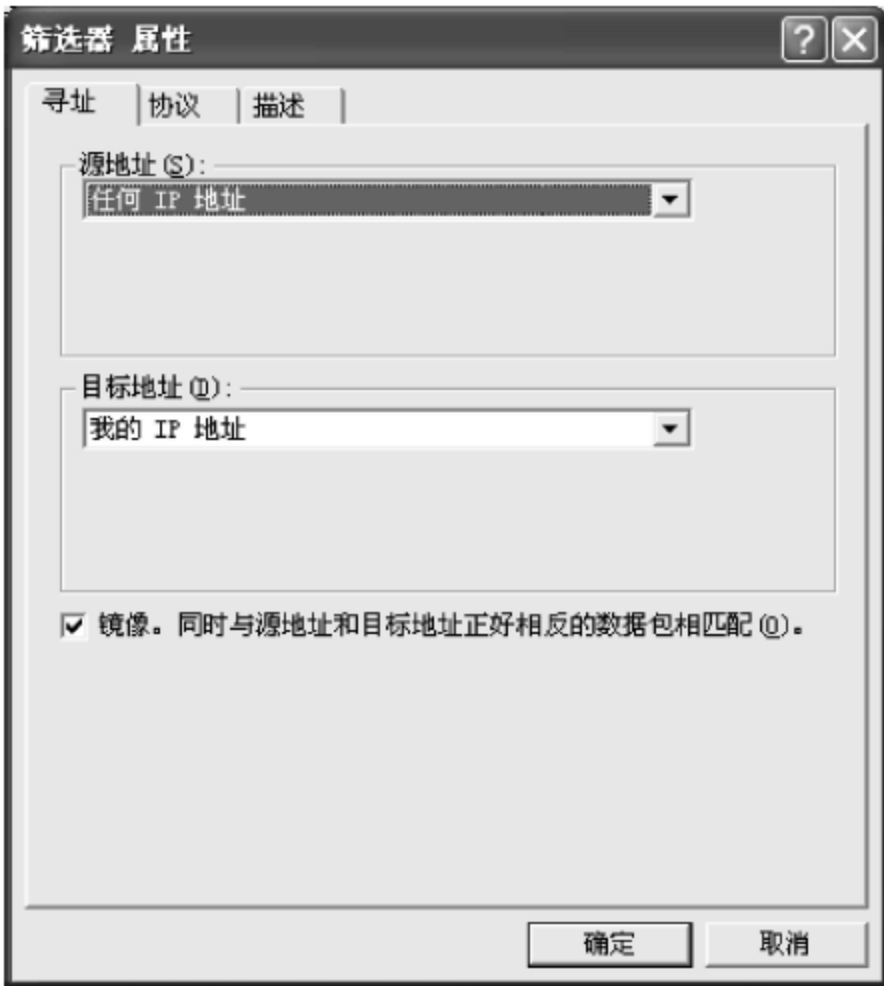 筛选器 属性
寻址 协议 描述
源地址(S):
任何 IP 地址
目标地址(D):
我的 IP 地址
镜像。同时与源地址和目标地址正好相反的数据包相匹配(O)。
确定 取消